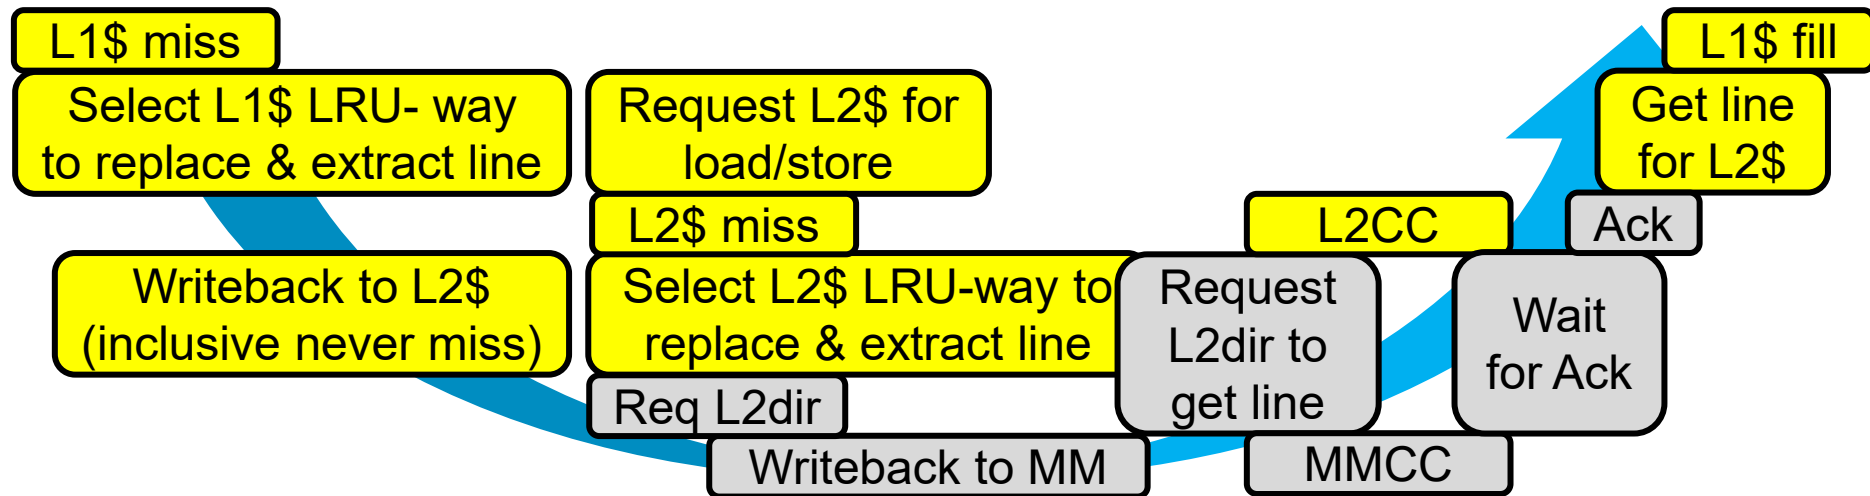 L1$ miss
Select L1$ LRU- way
to replace & extract line
Writeback to L2$
(inclusive never miss)
Request L2$ for
load/store
L2$ miss
Select L2$ LRU-way to
replace & extract line
Req L2dir
Writeback to MM
Request
L2dir to
get line
L2CC
MMCC
Wait
for Ack
Ack
Get line
for L2$
L1$ fill